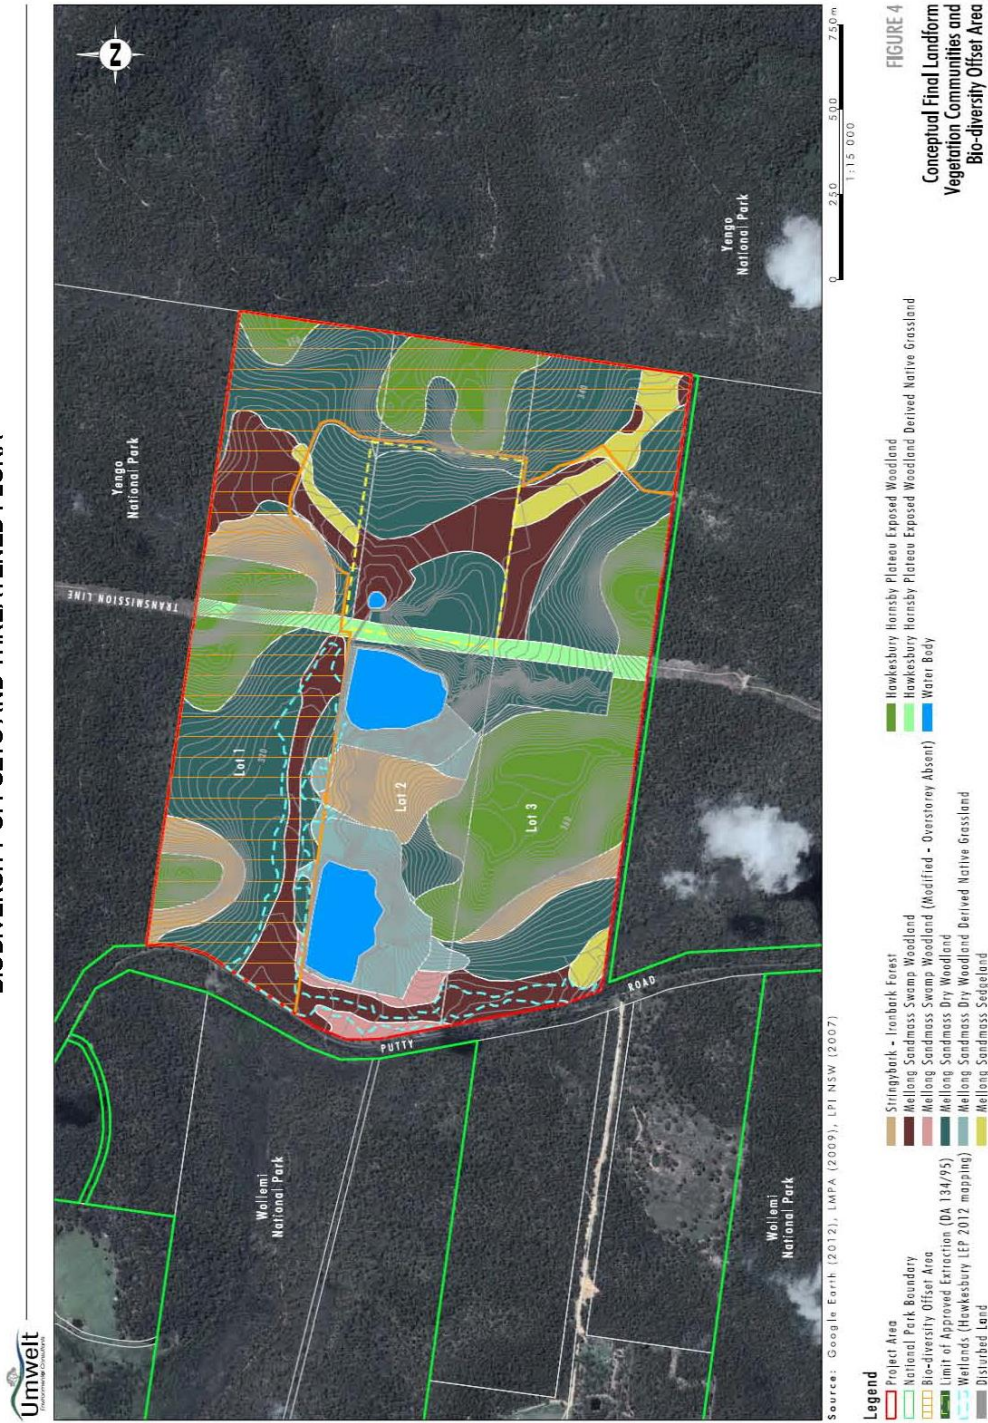 Umwelt
Environmental Consultants
N
750m
500
250
0
1:15 000
FIGURE 4
Conceptual Final Landform
Vegetation Communities and
Bio-diversity Offset Area
Yengo
National Park
Yengo
National Park
TRANSMISSION LINE
Lot 1
Lot 2
Lot 3
320
340
360
PUTTY
ROAD
Wollemi
National Park
Wollemi
National Park
Source: Google Earth (2012), LMPA (2009), LPI NSW (2007)
Legend
Project Area
National Park Boundary
Bio-diversity Offset Area
Limit of Approved Extraction (DA 134/95)
Wetlands (Hawkesbury LEP 2012 mapping)
Disturbed Land
Stringybark - Ironbark Forest
Mellong Sandmass Swamp Woodland
Mellong Sandmass Swamp Woodland (Modified - Overstorey Absent)
Mellong Sandmass Dry Woodland
Mellong Sandmass Dry Woodland Derived Native Grassland
Mellong Sandmass Sedgeland
Hawkesbury Hornsby Plateau Exposed Woodland
Hawkesbury Hornsby Plateau Exposed Woodland Derived Native Grassland
Water Body